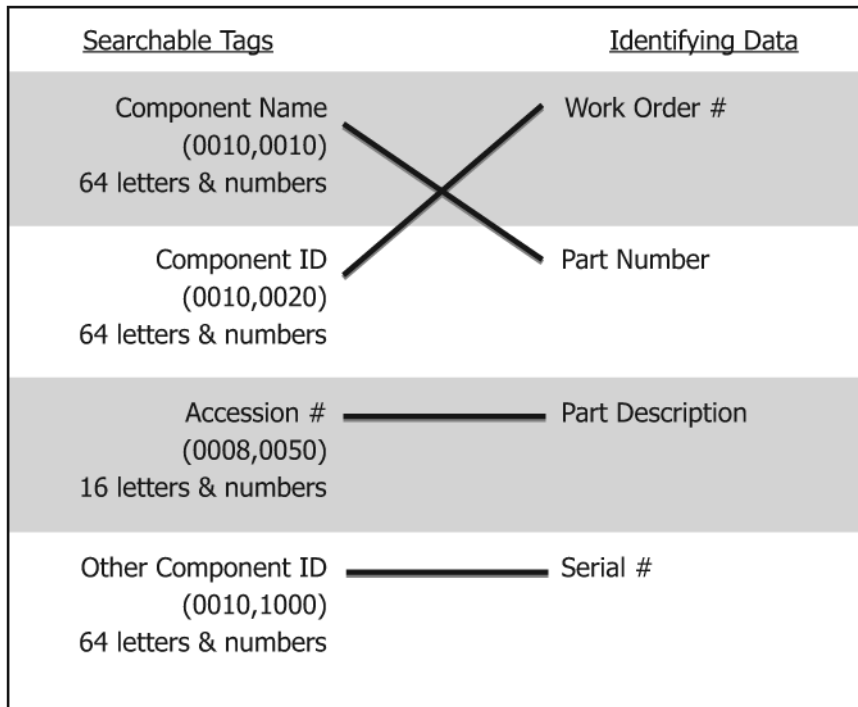 Searchable Tags Identifying Data
Component Name Work Order #
(0010,0010)
64 letters & numbers
Component ID Part Number
(0010,0020)
64 letters & numbers
Accession # Part Description
(0008,0050)
16 letters & numbers
Other Component ID Serial #
(0010,1000)
64 letters & numbers